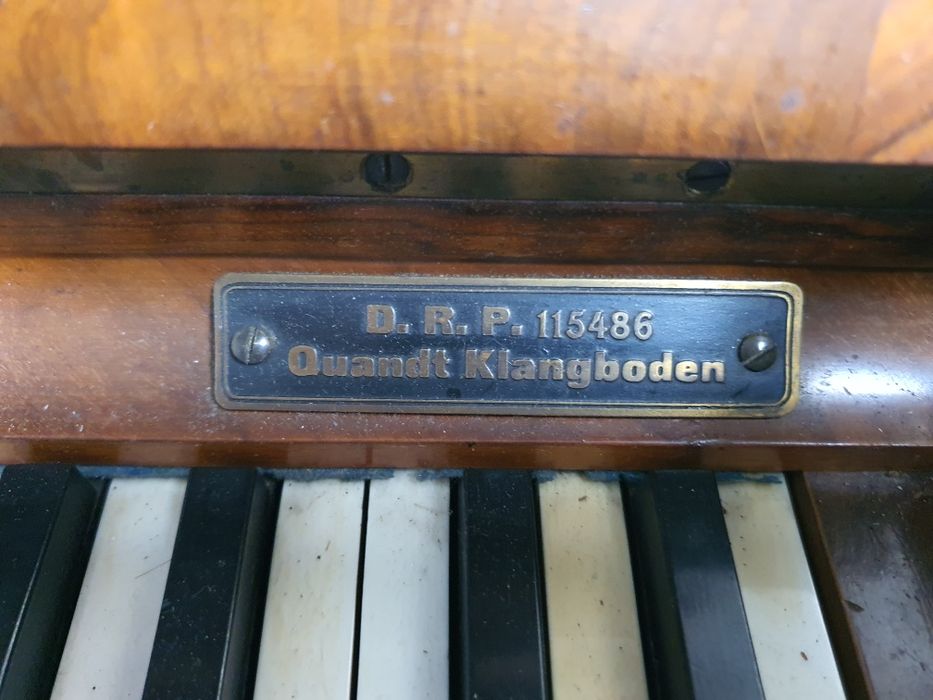 D. R. P. 115486
Quandt Klangboden